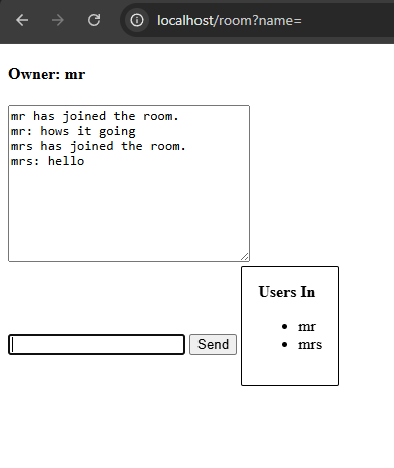 localhost/room?name=
Owner: mr
mr has joined the room.
mr: hows it going
mrs has joined the room.
mrs: hello
Users In
mr
mrs
Send